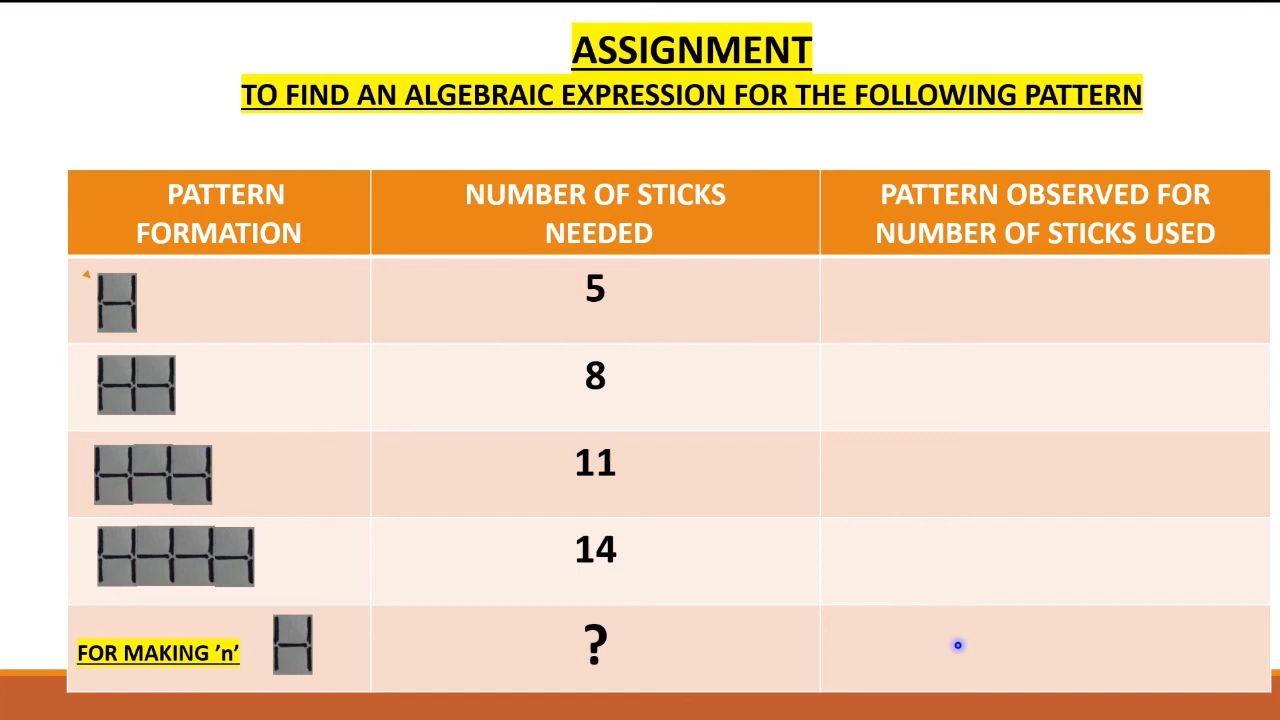 ASSIGNMENT
TO FIND AN ALGEBRAIC EXPRESSION FOR THE FOLLOWING PATTERN
PATTERN
FORMATION
NUMBER OF STICKS
NEEDED
PATTERN OBSERVED FOR
NUMBER OF STICKS USED
5
8
11
14
FOR MAKING ’n’
?